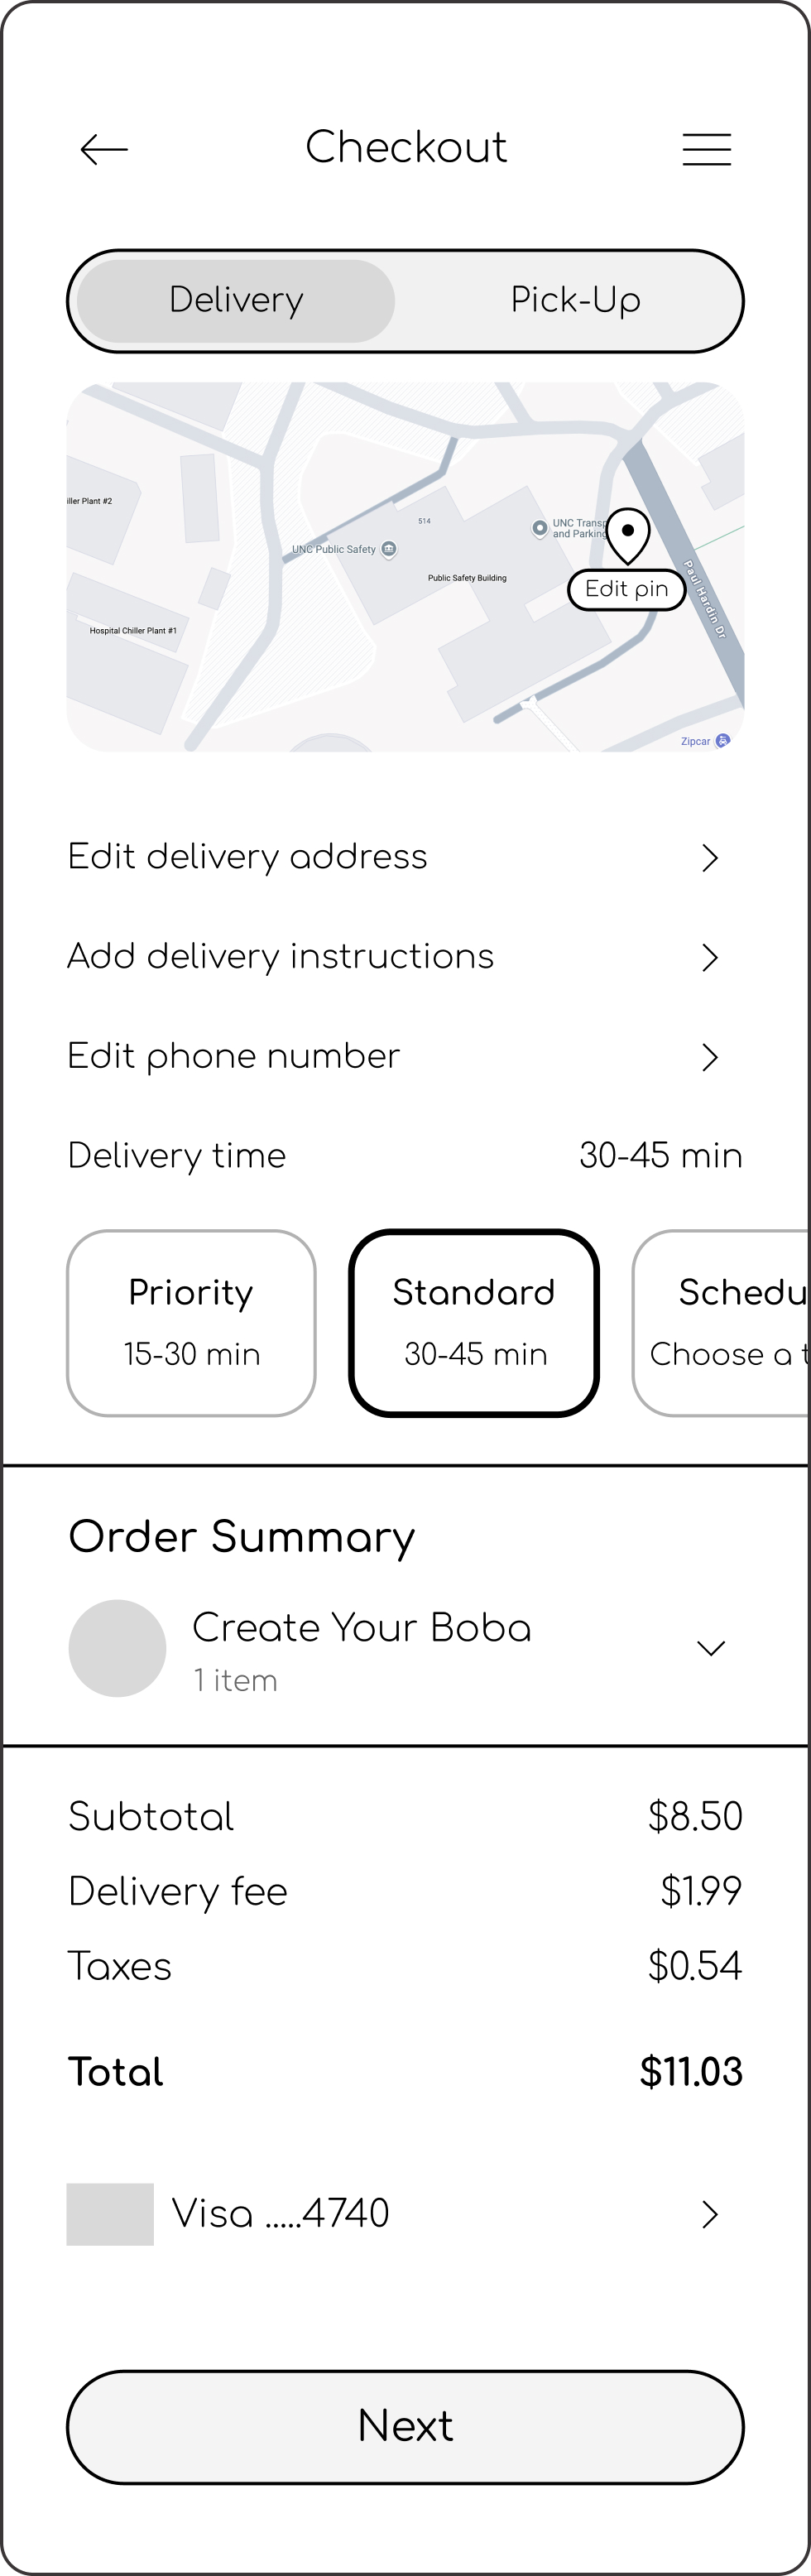 Checkout
Delivery
Pick-Up
iller Plant #2
514
UNC Public Safety
UNC Transp
and Parking
Public Safety Building
Edit pin
Paul Hardin Dr
Hospital Chiller Plant #1
Zipcar
Edit delivery address
Add delivery instructions
Edit phone number
Delivery time 30-45 min
Priority
15-30 min
Standard
30-45 min
Schedu
Choose a t
Order Summary
Create Your Boba
1 item
Subtotal $8.50
Delivery fee $1.99
Taxes $0.54
Total $11.03
Visa .....4740
Next